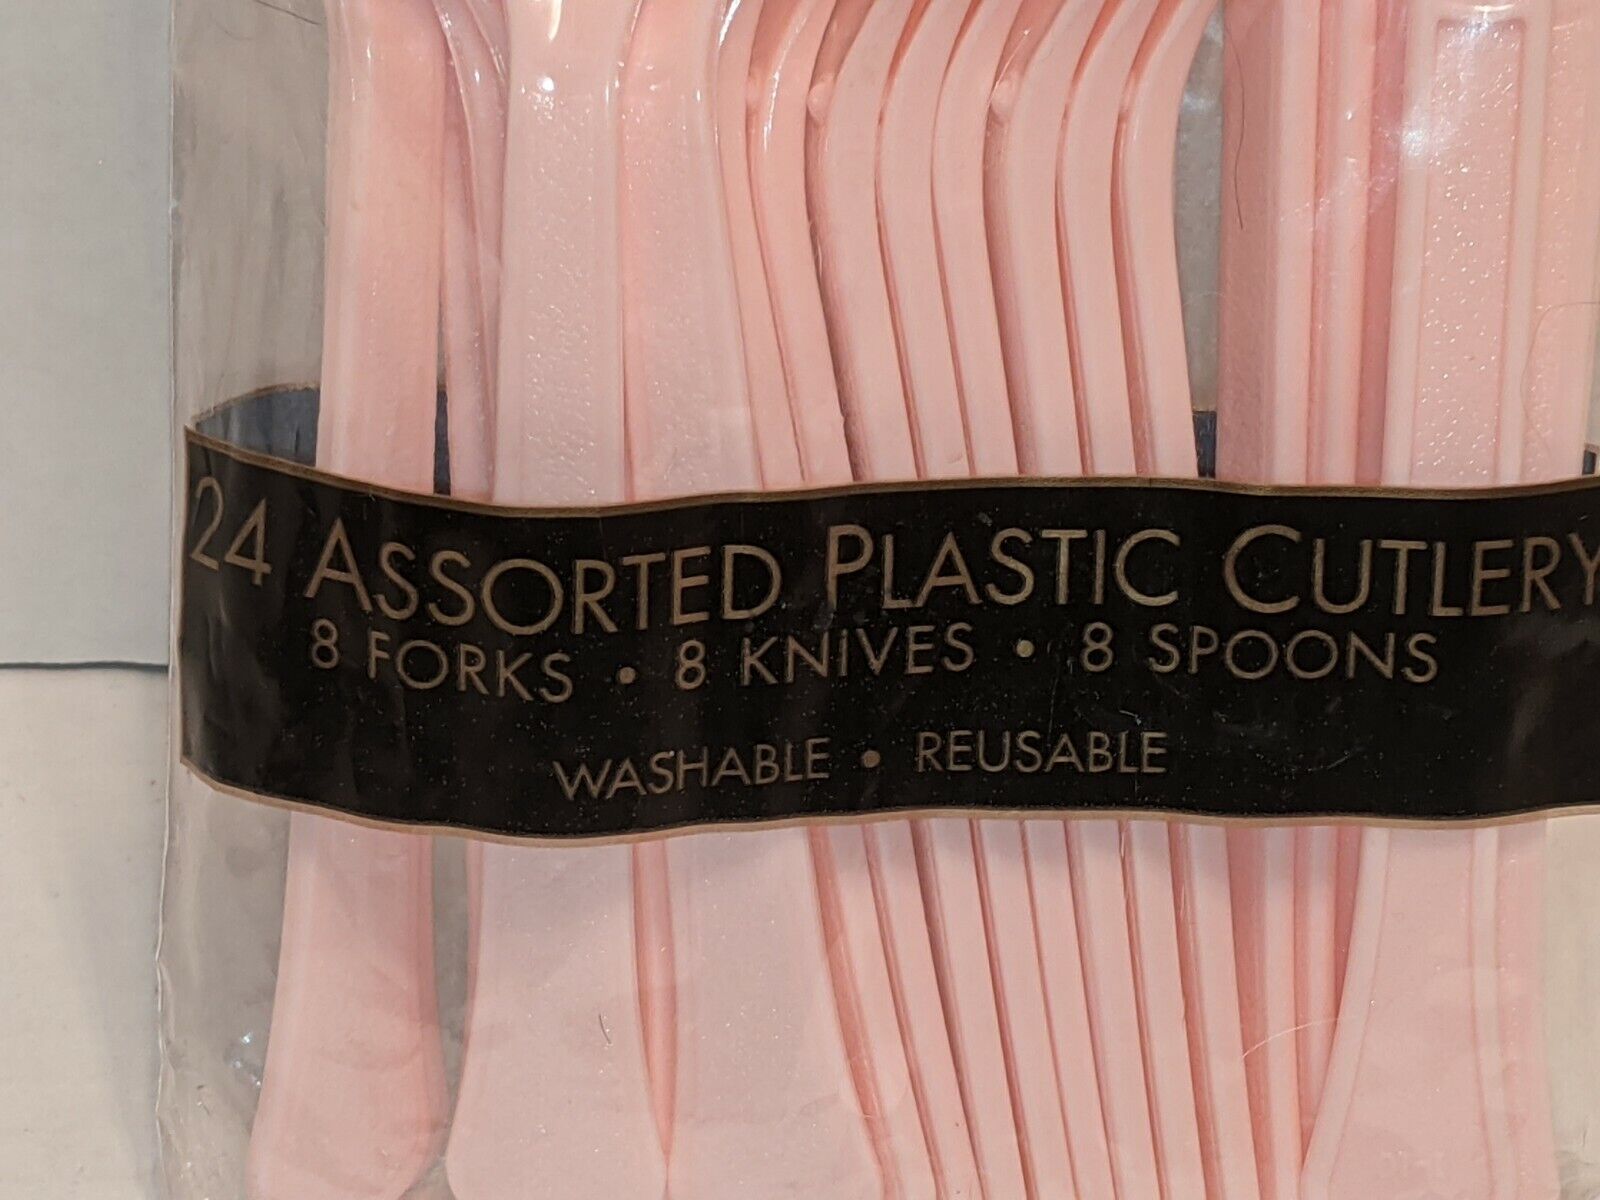 24 ASSORTED PLASTIC CUTLERY
8 FORKS • 8 KNIVES • 8 SPOONS
WASHABLE • REUSABLE